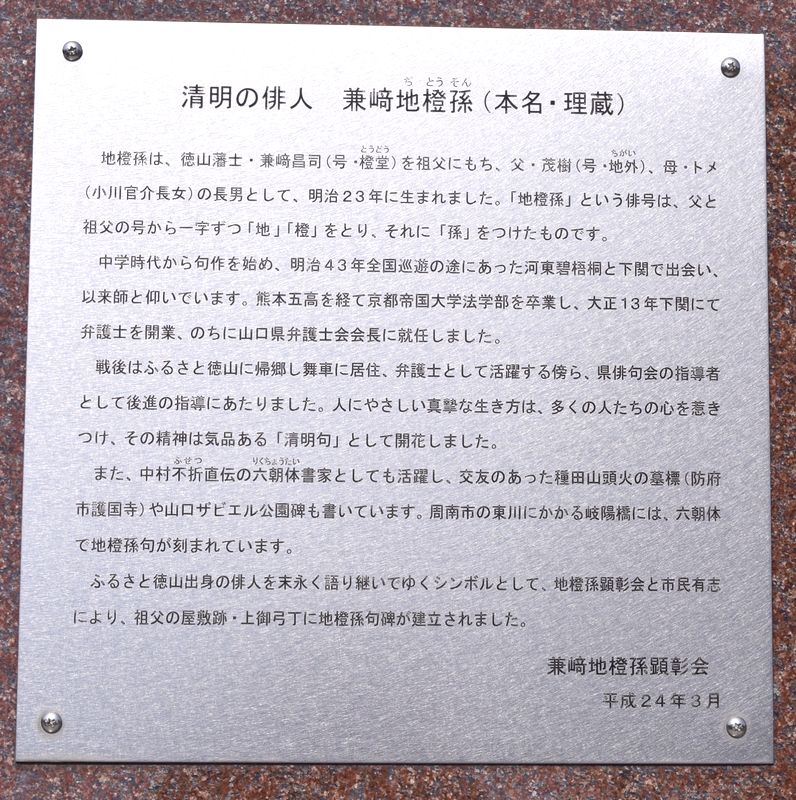 清明の俳人　兼﨑地橙孫（本名・理蔵）
地橙孫は、徳山藩士・兼﨑昌司（号・橙堂）を祖父にもち、父・茂樹（号・地外）、母・トメ
（小川官介長女）の長男として、明治２３年に生まれました。「地橙孫」という俳号は、父と
祖父の号から一字ずつ「地」「橙」をとり、それに「孫」をつけたものです。
中学時代から句作を始め、明治４３年全国巡遊の途にあった河東碧梧桐と下関で出会い、
以来師と仰いでいます。熊本五高を経て京都帝国大学法学部を卒業し、大正１３年下関にて
弁護士を開業、のちに山口県弁護士会会長に就任しました。
戦後はふるさと徳山に帰郷し舞車に居住、弁護士として活躍する傍ら、県俳句会の指導者
として後進の指導にあたりました。人にやさしい真摯な生き方は、多くの人たちの心を惹き
つけ、その精神は気品ある「清明句」として開花しました。
また、中村不折直伝の六朝体書家としても活躍し、交友のあった種田山頭火の墓標（防府
市護国寺）や山口ザビエル公園碑も書いています。周南市の東川にかかる岐陽橋には、六朝体
で地橙孫句が刻まれています。
ふるさと徳山出身の俳人を末永く語り継いでゆくシンボルとして、地橙孫顕彰会と市民有志
により、祖父の屋敷跡・上御弓丁に地橙孫句碑が建立されました。
兼﨑地橙孫顕彰会
平成２４年３月